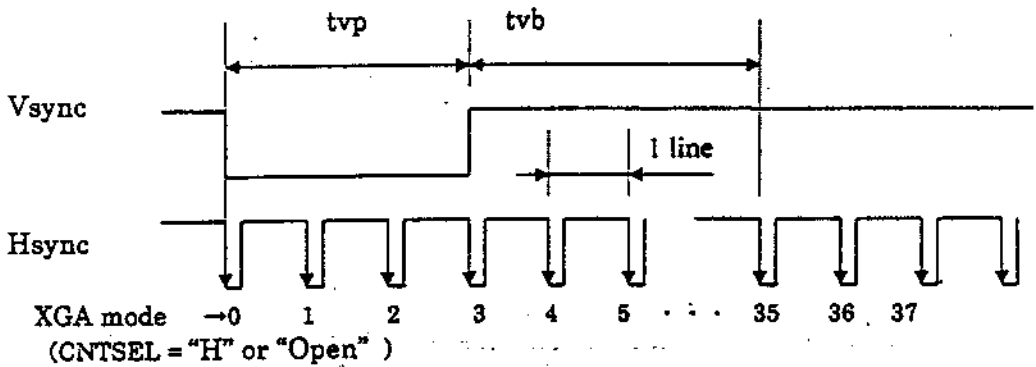 tvp tvb
Vsync
1 line
Hsync
XGA mode →0 1 2 3 4 5 · · · 35 36 37
(CNTSEL = “H” or “Open” )